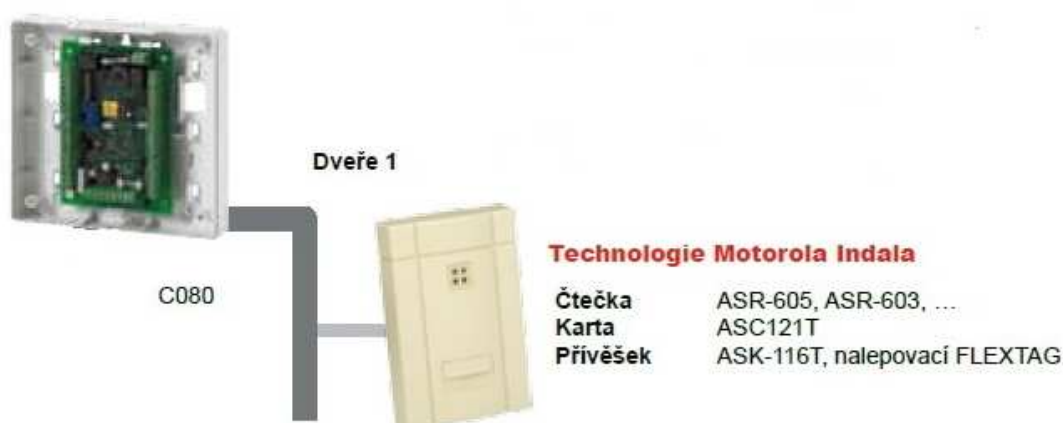 Dveře 1
C080
Technologie Motorola Indala
Čtečka ASR-605, ASR-603, …
Karta ASC121T
Přívěšek ASK-116T, nalepovací FLEXTAG